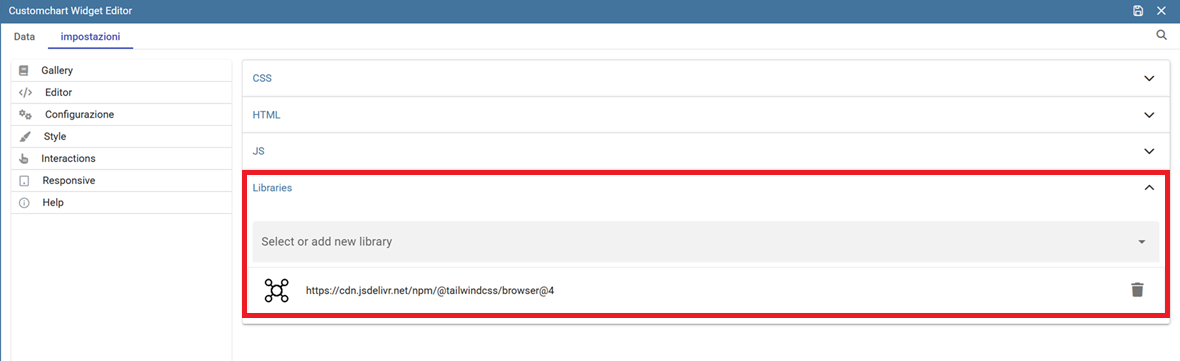 Customchart Widget Editor
Data impostazioni
Gallery
Editor
Configurazione
Style
Interactions
Responsive
Help
CSS
HTML
JS
Libraries
Select or add new library
https://cdn.jsdelivr.net/npm/@tailwindcss/browser@4